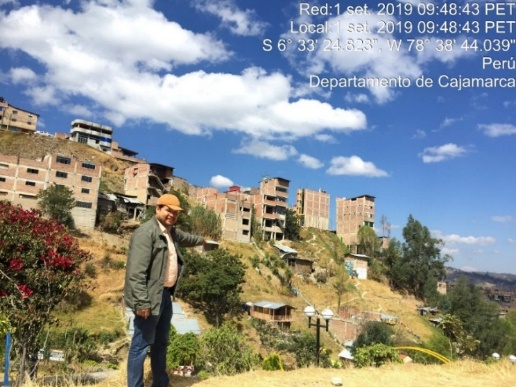 Red:1 set. 2019 09:48:43 PET
Local:1 set. 2019 09:48:43 PET
S 6° 33' 24.823", W 78° 38' 44.039"
Perú
Departamento de Cajamarca